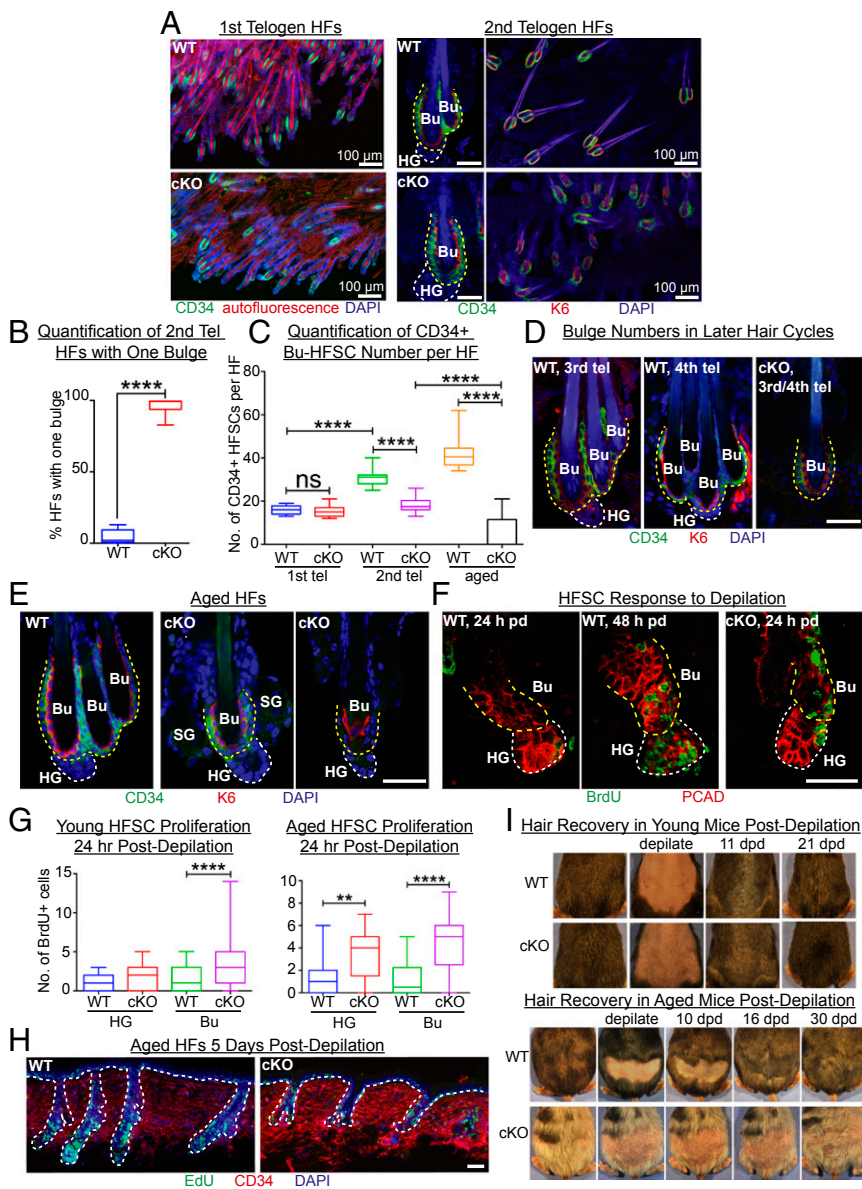 A
1st Telogen HFs
2nd Telogen HFs
WT
WT
Bu
Bu
HG
100 µm
100 µm
cKO
cKO
Bu
HG
100 µm
100 µm
CD34 autofluorescence DAPI
CD34 K6 DAPI
B
Quantification of 2nd Tel
HFs with One Bulge
****
% HFs with one bulge
100
50
0
WT
cKO
C
Quantification of CD34+
Bu-HFSC Number per HF
No. of CD34+ HFSCs per HF
80
60
40
20
0
ns
****
****
****
****
WT cKO WT cKO WT cKO
1st tel 2nd tel aged
D
Bulge Numbers in Later Hair Cycles
WT, 3rd tel
WT, 4th tel
cKO,
3rd/4th tel
Bu
Bu
HG
Bu
Bu
Bu
Bu
HG
Bu
CD34 K6 DAPI
E
Aged HFs
WT
cKO
cKO
Bu
Bu
Bu
HG
SG
Bu
SG
HG
Bu
HG
CD34 K6 DAPI
F
HFSC Response to Depilation
WT, 24 h pd
WT, 48 h pd
cKO, 24 h pd
Bu
HG
Bu
HG
BrdU PCAD
G
Young HFSC Proliferation
24 hr Post-Depilation
No. of BrdU+ cells
15
10
5
0
****
WT cKO WT cKO
HG Bu
Aged HFSC Proliferation
24 hr Post-Depilation
10
8
6
4
2
0
**
****
WT cKO WT cKO
HG Bu
H
Aged HFs 5 Days Post-Depilation
WT
cKO
EdU CD34 DAPI
I
Hair Recovery in Young Mice Post-Depilation
depilate 11 dpd 21 dpd
WT
cKO
Hair Recovery in Aged Mice Post-Depilation
depilate 10 dpd 16 dpd 30 dpd
WT
cKO